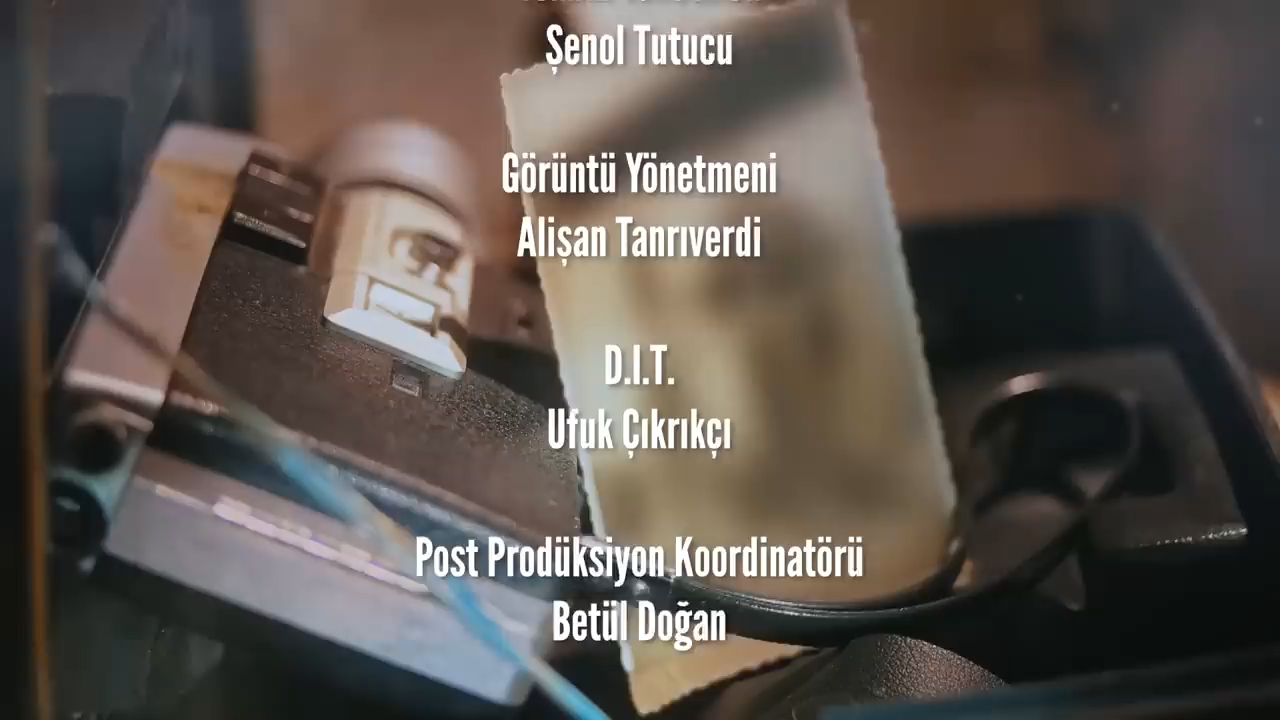 Şenol Tutucu
Görüntü Yönetmeni
Alişan Tanrıverdi
D.I.T.
Ufuk Çıkrıkçı
Post Prodüksiyon Koordinatörü
Betül Doğan